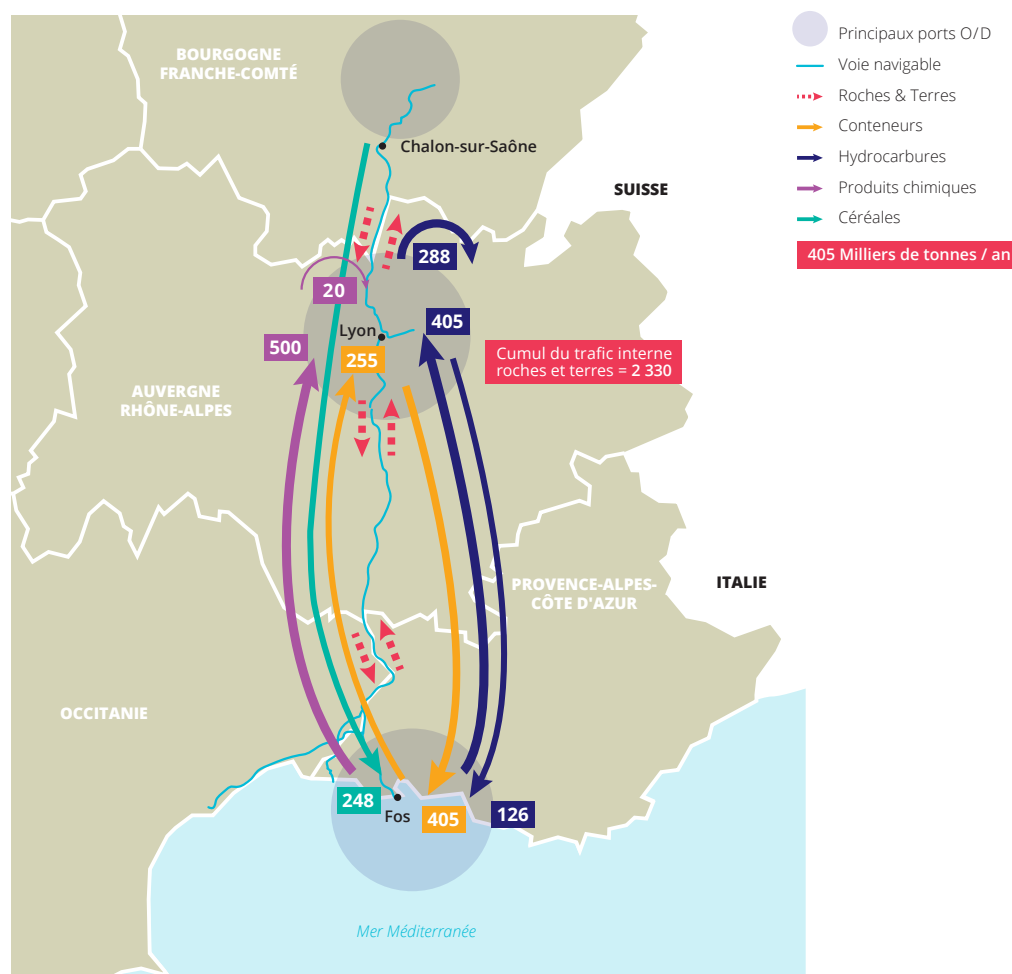 BOURGOGNE
FRANCHE-COMTÉ
Chalon-sur-Saône
SUISSE
288
20
Lyon
405
500
255
Cumul du trafic interne
roches et terres = 2 330
AUVERGNE
RHÔNE-ALPES
PROVENCE-ALPES-
CÔTE D'AZUR
ITALIE
OCCITANIE
248
Fos
405
126
Mer Méditerranée
Principaux ports O/D
Voie navigable
Roches & Terres
Conteneurs
Hydrocarbures
Produits chimiques
Céréales
405 Milliers de tonnes / an